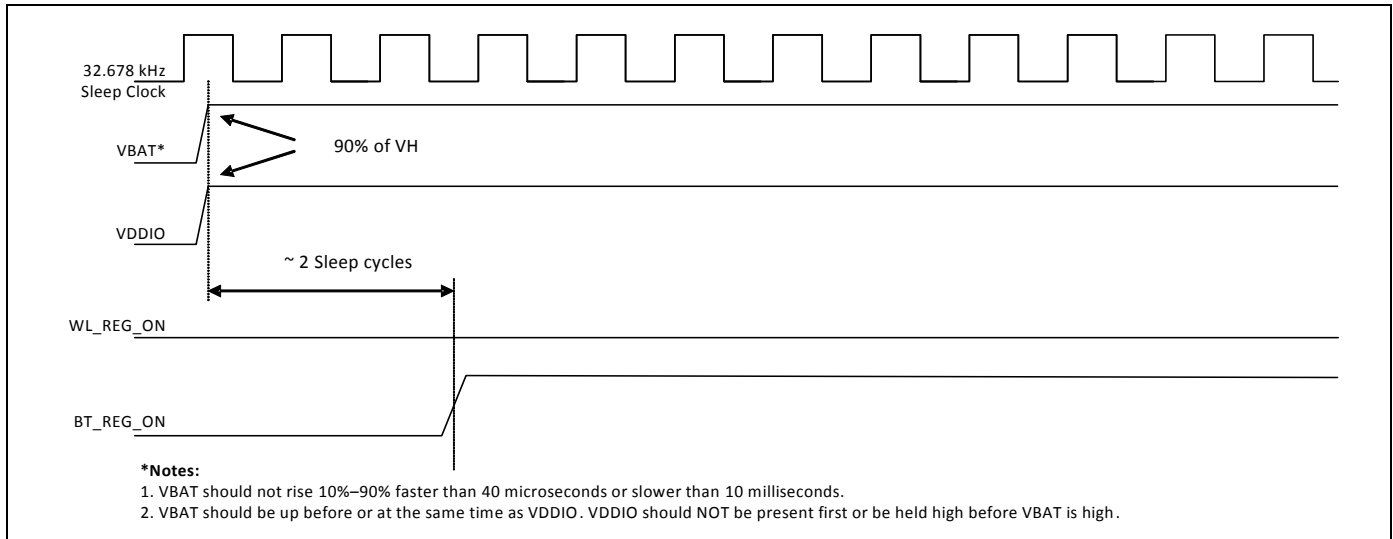 32.678 kHz
Sleep Clock
VBAT*
90% of VH
VDDIO
~ 2 Sleep cycles
WL_REG_ON
BT_REG_ON
*Notes:
1. VBAT should not rise 10%–90% faster than 40 microseconds or slower than 10 milliseconds.
2. VBAT should be up before or at the same time as VDDIO. VDDIO should NOT be present first or be held high before VBAT is high.